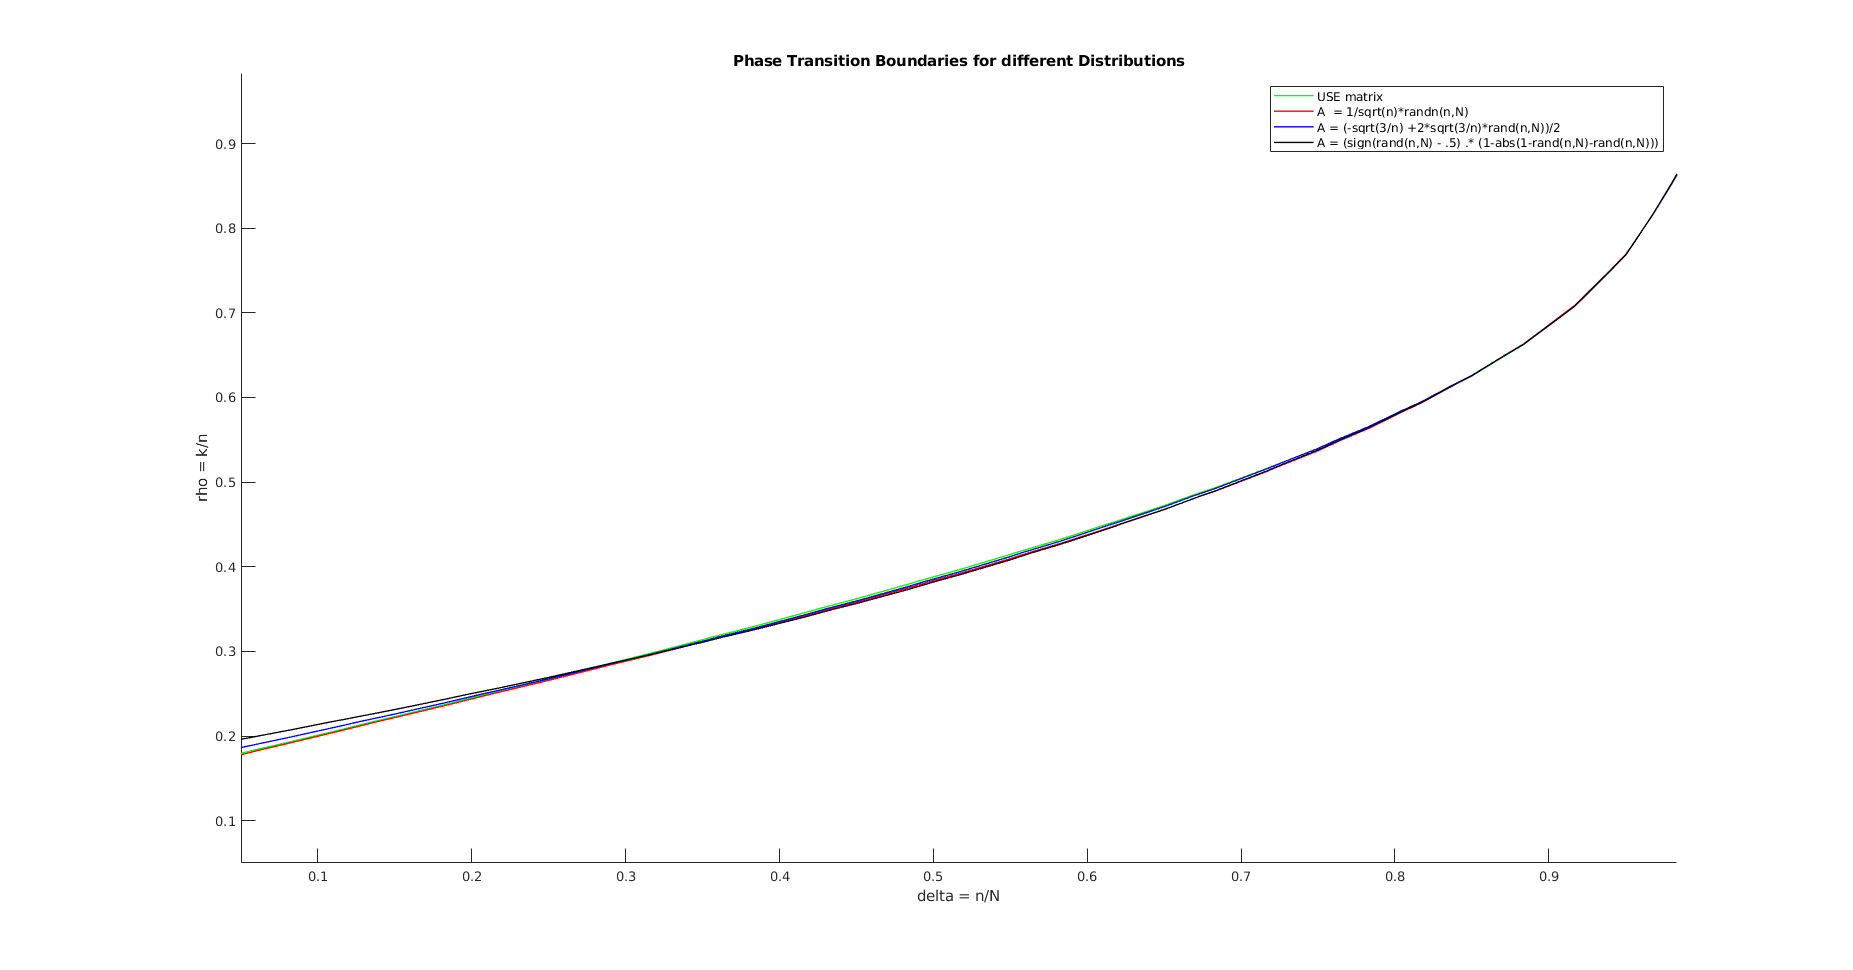 Phase Transition Boundaries for different Distributions
USE matrix
A  = 1/sqrt(n)*randn(n,N)
A = (-sqrt(3/n) +2*sqrt(3/n)*rand(n,N))/2
A = (sign(rand(n,N) - .5) .* (1-abs(1-rand(n,N)-rand(n,N)))
0.9
0.8
0.7
0.6
0.5
0.4
0.3
0.2
0.1
rho = k/n
0.1 0.2 0.3 0.4 0.5 0.6 0.7 0.8 0.9
delta = n/N